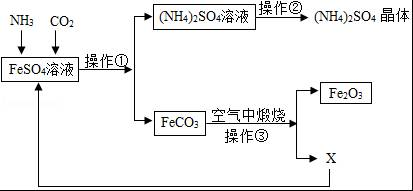 NH3 CO2
FeSO4溶液
操作①
(NH4)2SO4溶液
操作②
(NH4)2SO4 晶体
FeCO3
空气中煅烧
操作③
Fe2O3
X